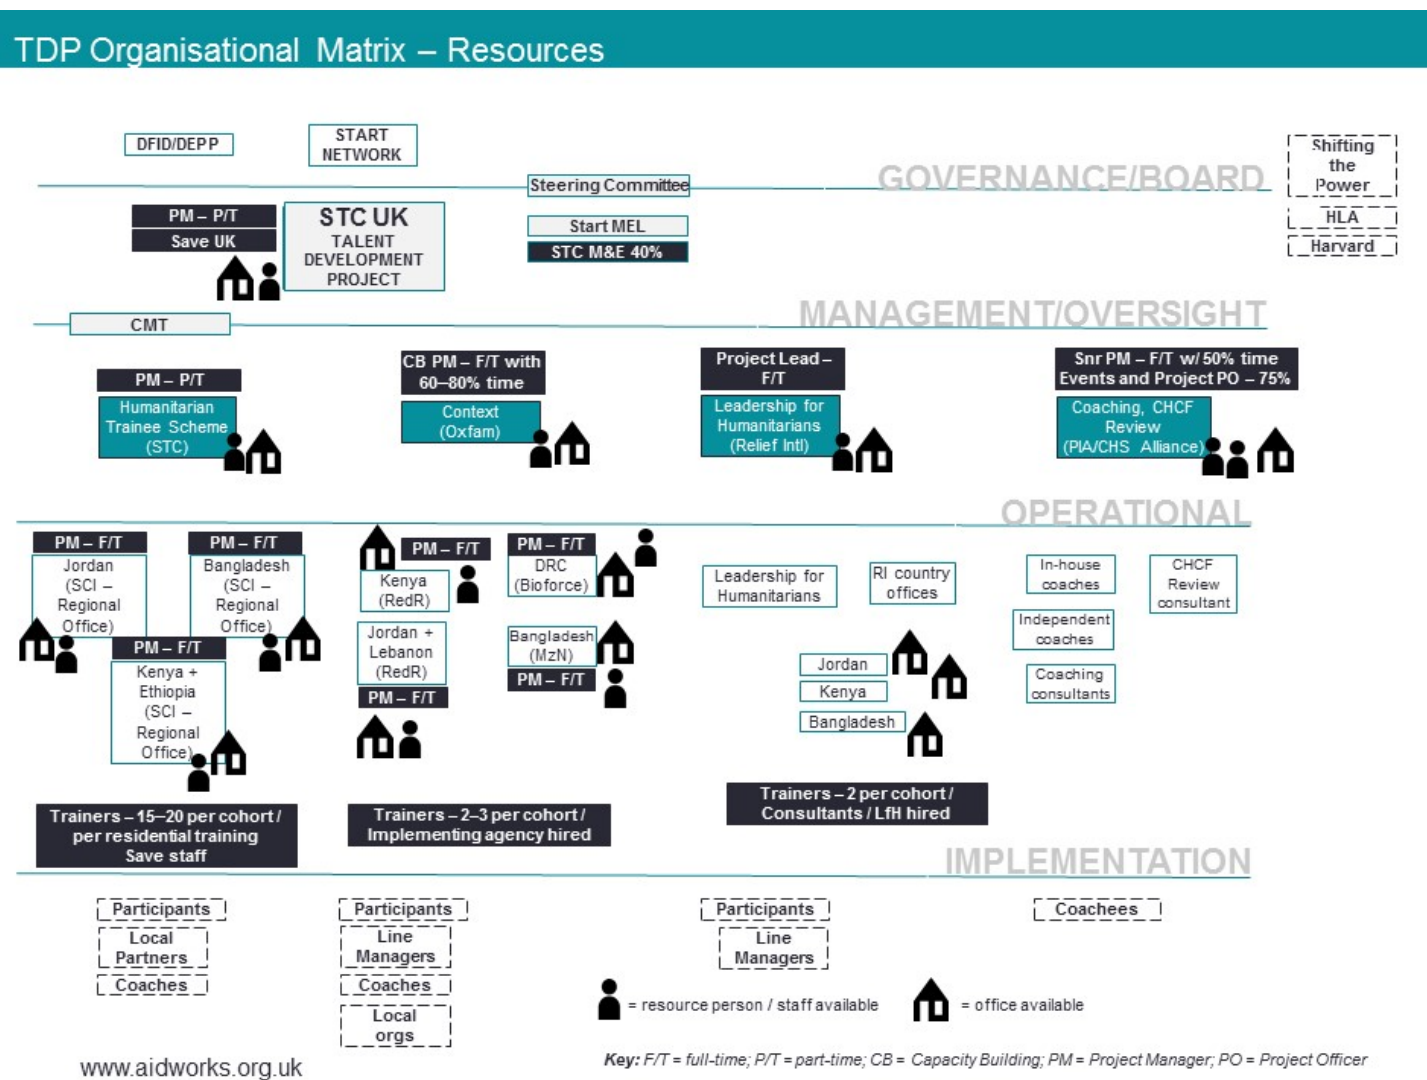 TDP Organisational Matrix – Resources
DFID/DEPP
START
NETWORK
Shifting
the
Power
HLA
Harvard
Steering Committee
GOVERNANCE/BOARD
PM – P/T
Save UK
STC UK
TALENT
DEVELOPMENT
PROJECT
Start MEL
STC M&E 40%
MANAGEMENT/OVERSIGHT
CMT
PM – P/T
Humanitarian
Trainee Scheme
(STC)
CB PM – F/T with
60–80% time
Context
(Oxfam)
Project Lead –
F/T
Leadership for
Humanitarians
(Relief Intl)
Snr PM – F/T w/50% time
Events and Project PO – 75%
Coaching, CHCF
Review
(PIA/CHS Alliance)
OPERATIONAL
PM – F/T
Jordan
(SCI –
Regional
Office)
PM – F/T
Bangladesh
(SCI –
Regional
Office)
PM – F/T
Kenya +
Ethiopia
(SCI –
Regional
Office)
PM – F/T
Kenya
(RedR)
Jordan +
Lebanon
(RedR)
PM – F/T
PM – F/T
DRC
(Bioforce)
Bangladesh
(MzN)
PM – F/T
Leadership for
Humanitarians
RI country
offices
Jordan
Kenya
Bangladesh
In-house
coaches
Independent
coaches
Coaching
consultants
CHCF
Review
consultant
Trainers – 15–20 per cohort /
per residential training
Save staff
Trainers – 2–3 per cohort /
Implementing agency hired
Trainers – 2 per cohort /
Consultants / LfH hired
IMPLEMENTATION
Participants
Local
Partners
Coaches
Participants
Line
Managers
Coaches
Local
orgs
Participants
Line
Managers
Coachees
= resource person / staff available
= office available
www.aidworks.org.uk
Key: F/T = full-time; P/T = part-time; CB = Capacity Building; PM = Project Manager; PO = Project Officer